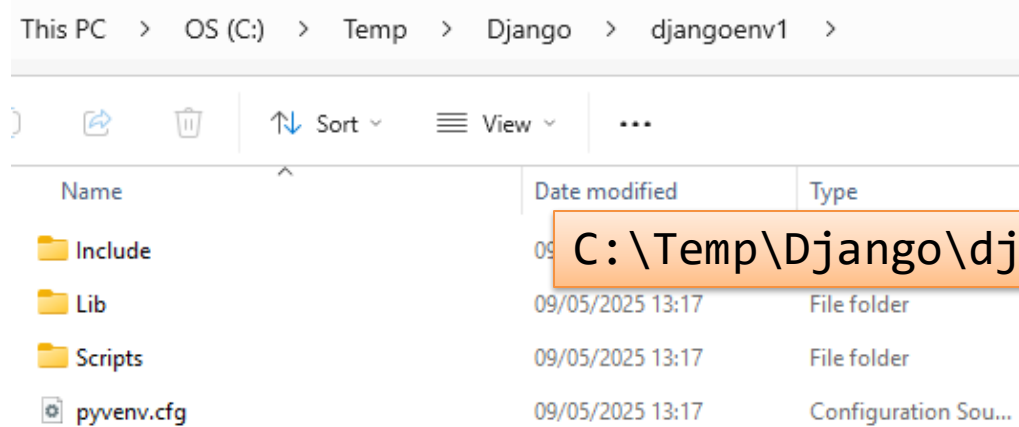 This PC > OS (C:) > Temp > Django > djangoenv1 >
Sort View ...
Name Date modified Type
Include 09
C:\Temp\Django\dj
Lib 09/05/2025 13:17 File folder
Scripts 09/05/2025 13:17 File folder
pyvenv.cfg 09/05/2025 13:17 Configuration Sou...